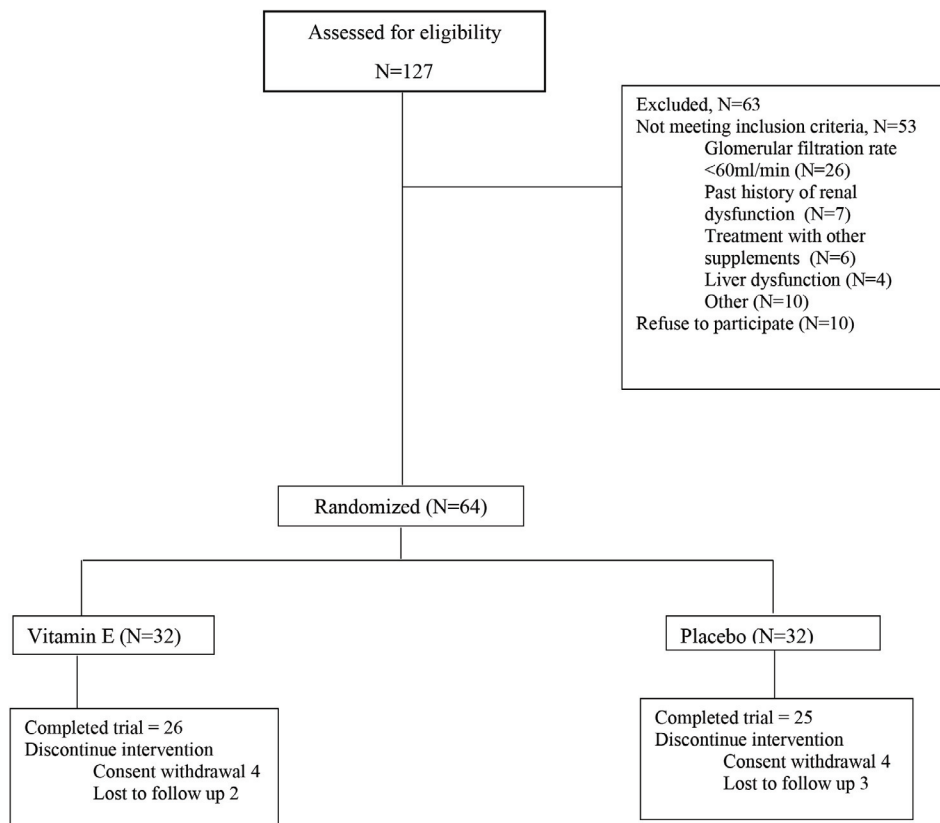 Assessed for eligibility
N=127
Excluded, N=63
Not meeting inclusion criteria, N=53
Glomerular filtration rate
<60ml/min (N=26)
Past history of renal
dysfunction (N=7)
Treatment with other
supplements (N=6)
Liver dysfunction (N=4)
Other (N=10)
Refuse to participate (N=10)
Randomized (N=64)
Vitamin E (N=32)
Placebo (N=32)
Completed trial = 26
Discontinue intervention
Consent withdrawal 4
Lost to follow up 2
Completed trial = 25
Discontinue intervention
Consent withdrawal 4
Lost to follow up 3